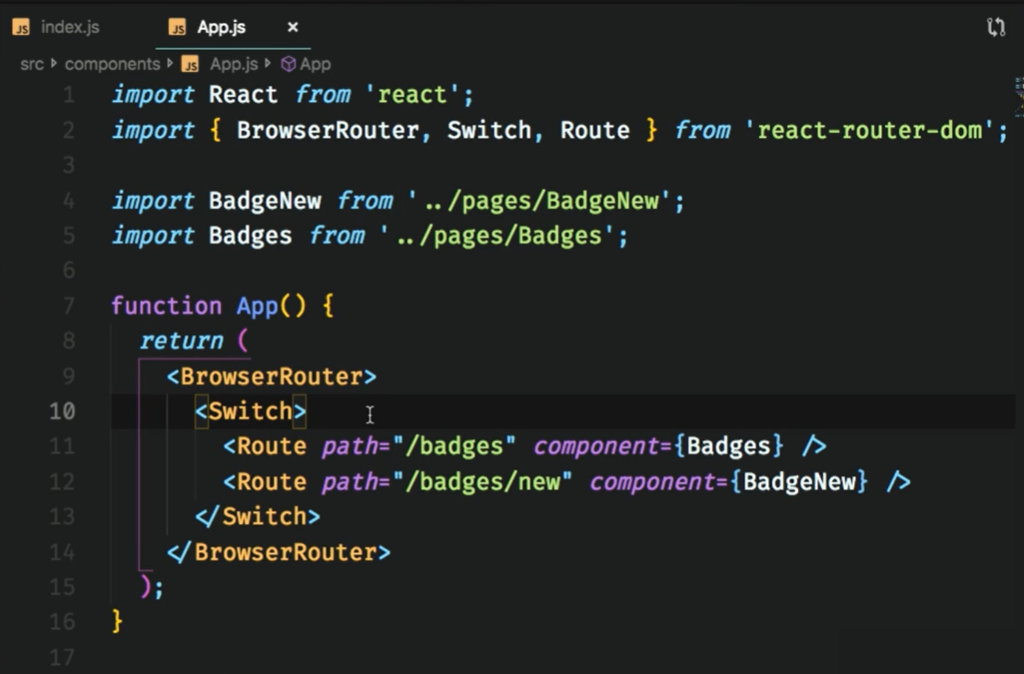 JS index.js JS App.js ×
src components JS App.js App
1 import React from 'react';
2 import { BrowserRouter, Switch, Route } from 'react-router-dom';
3
4 import BadgeNew from '../pages/BadgeNew';
5 import Badges from '../pages/Badges';
6
7 function App() {
8 return (
9 <BrowserRouter>
10 <Switch>
11 <Route path="/badges" component={Badges} />
12 <Route path="/badges/new" component={BadgeNew} />
13 </Switch>
14 </BrowserRouter>
15 );
16 }
17